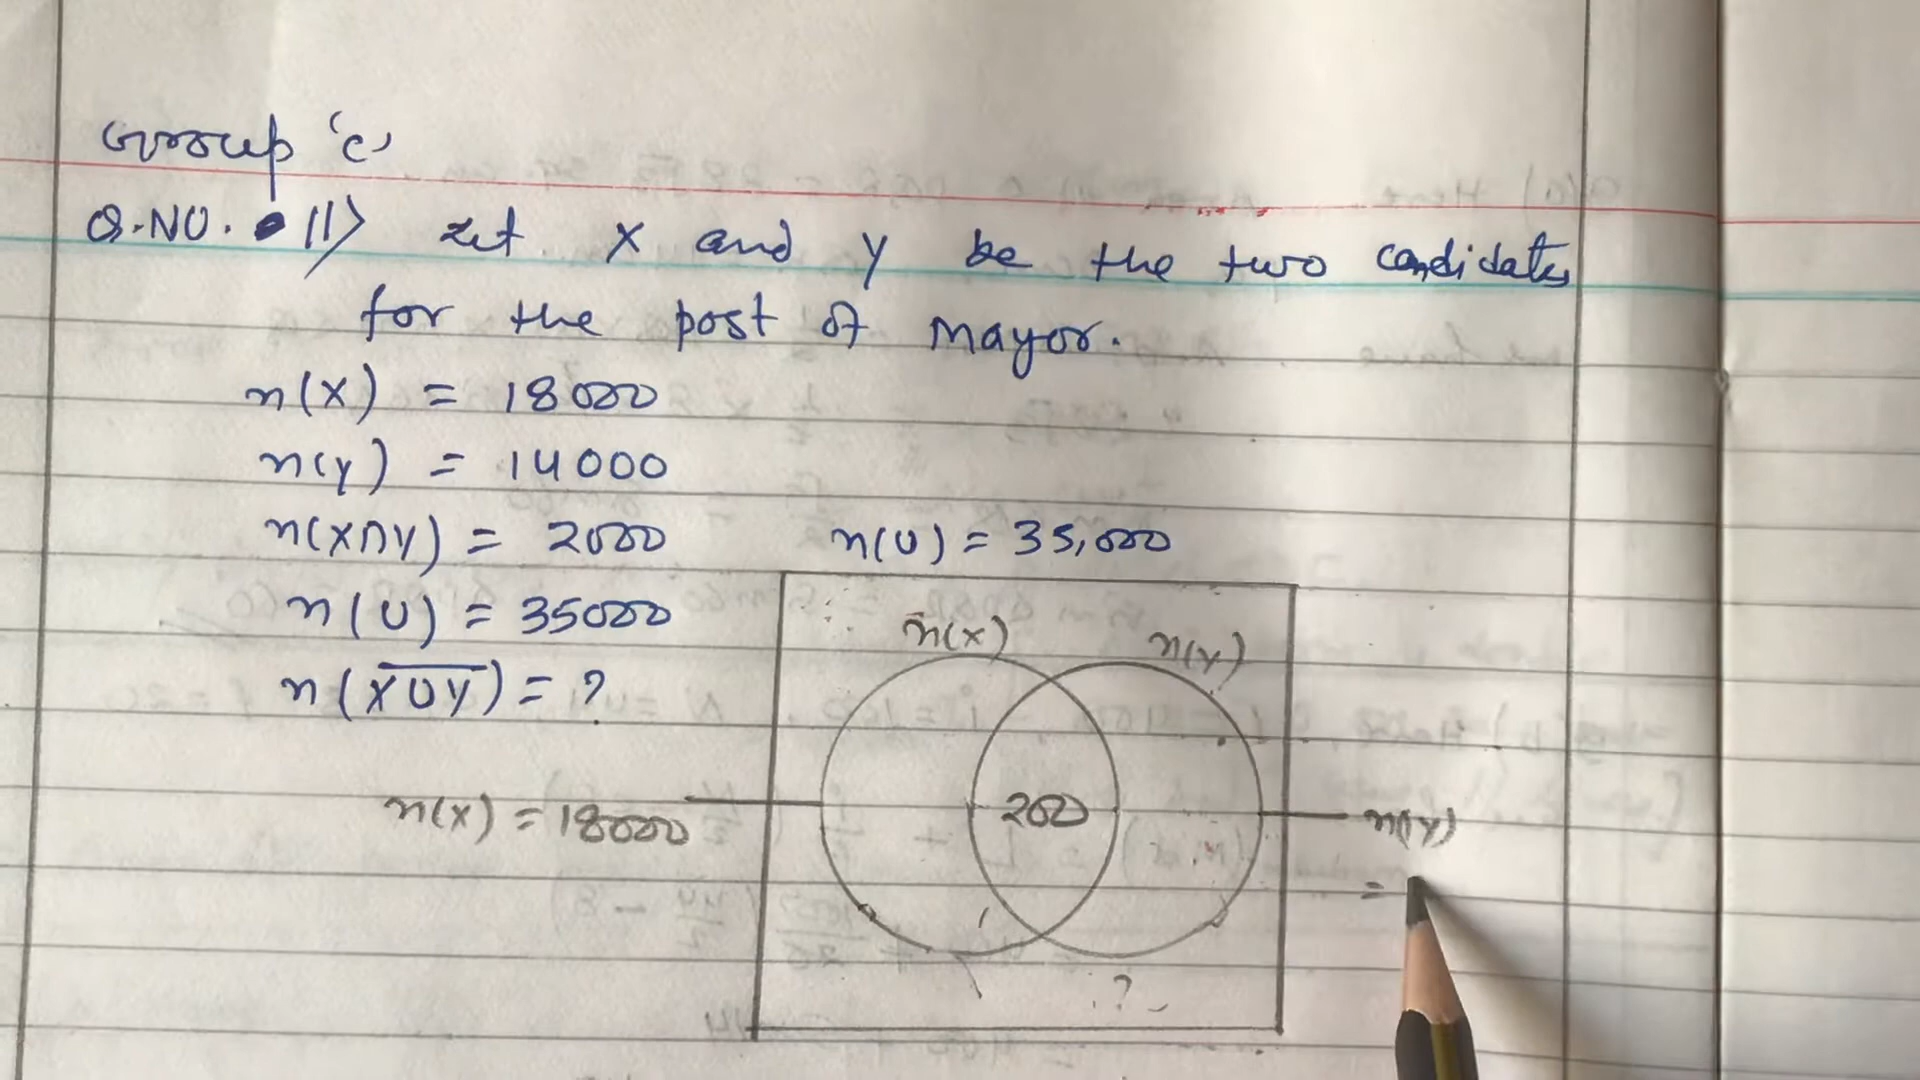 Group 'c'
Q.NO. 11> Let X and Y be the two candidates
for the post of mayor.
n(X) = 18000
n(Y) = 14000
n(X∩Y) = 2000 n(U) = 35,000
n(U) = 35000
n(X) n(Y)
n(X̅∪̅Y̅) = ?
n(X) = 18000 2000 n(Y)
=
?